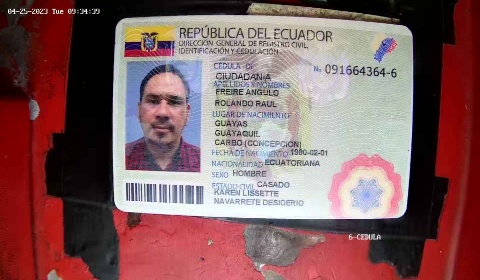 04-25-2023 Tue 09:34:39
REPÚBLICA DEL ECUADOR
DIRECCIÓN GENERAL DE REGISTRO CIVIL,
IDENTIFICACIÓN Y CEDULACIÓN
CÉDULA DE
CIUDADANÍA
No. 091664364-6
APELLIDOS Y NOMBRES
FREIRE ANGULO
ROLANDO RAUL
LUGAR DE NACIMIENTO
GUAYAS
GUAYAQUIL
CARBO (CONCEPCION)
FECHA DE NACIMIENTO 1980-02-01
NACIONALIDAD ECUATORIANA
SEXO HOMBRE
ESTADO CIVIL CASADO
KAREN LISSETTE
NAVARRETE DESIDERIO
6-CEDULA